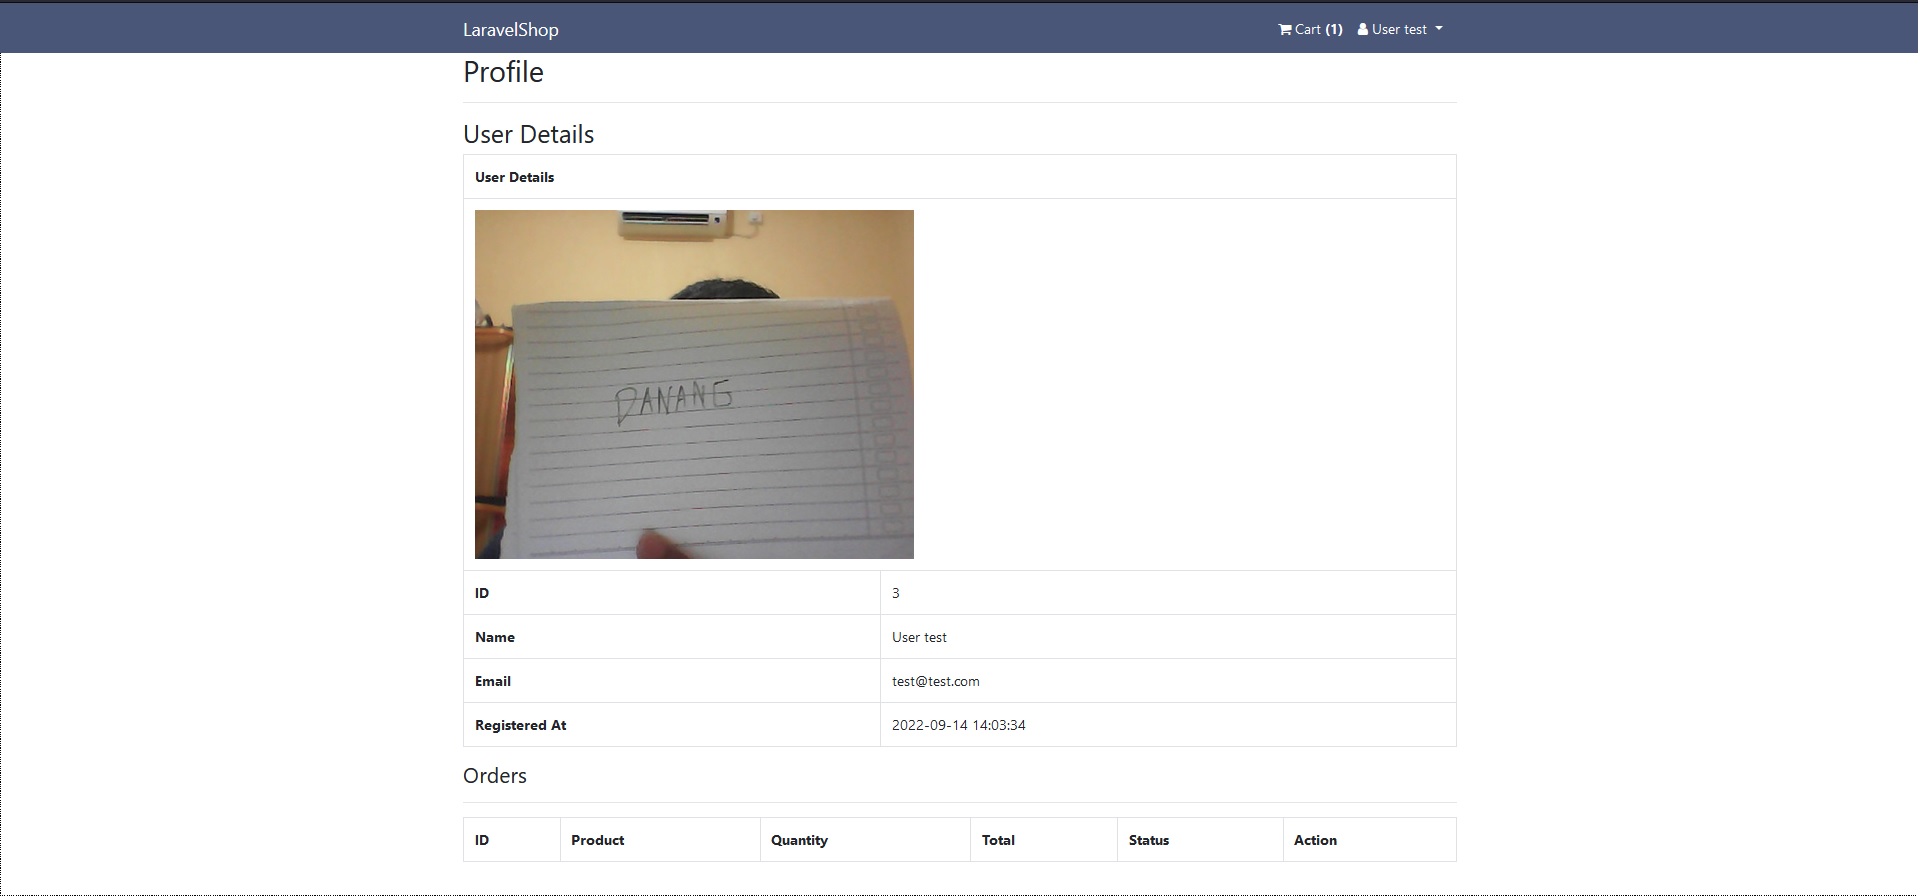 LaravelShop
Cart (1)
User test
Profile
User Details
User Details
DANANG
ID 3
Name User test
Email test@test.com
Registered At 2022-09-14 14:03:34
Orders
ID Product Quantity Total Status Action